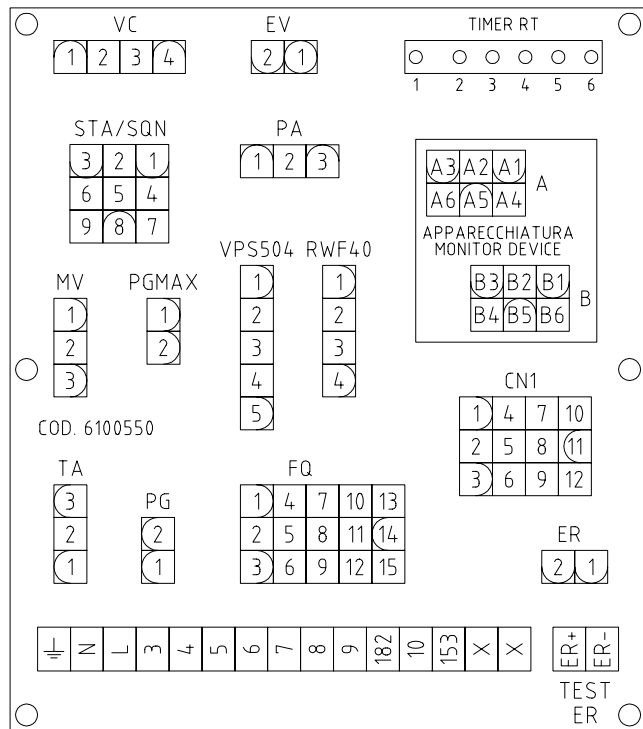 VC EV TIMER RT
1 2 3 4
2 1
1 2 3 4 5 6
STA/SQN
3 2 1
6 5 4
9 8 7
PA
1 2 3
A3 A2 A1
A6 A5 A4
A
APPARECCHIATURA
MONITOR DEVICE
B3 B2 B1
B4 B5 B6
B
MV
1
2
3
PGMAX
1
2
VPS504
1
2
3
4
5
RWF40
1
2
3
4
CN1
1 4 7 10
2 5 8 11
3 6 9 12
COD. 6100550
TA
3
2
1
PG
2
1
FQ
1 4 7 10 13
2 5 8 11 14
3 6 9 12 15
ER
2 1
N L 3 4 5 6 7 8 9 182 10 153 X X
ER+ ER-
TEST
ER